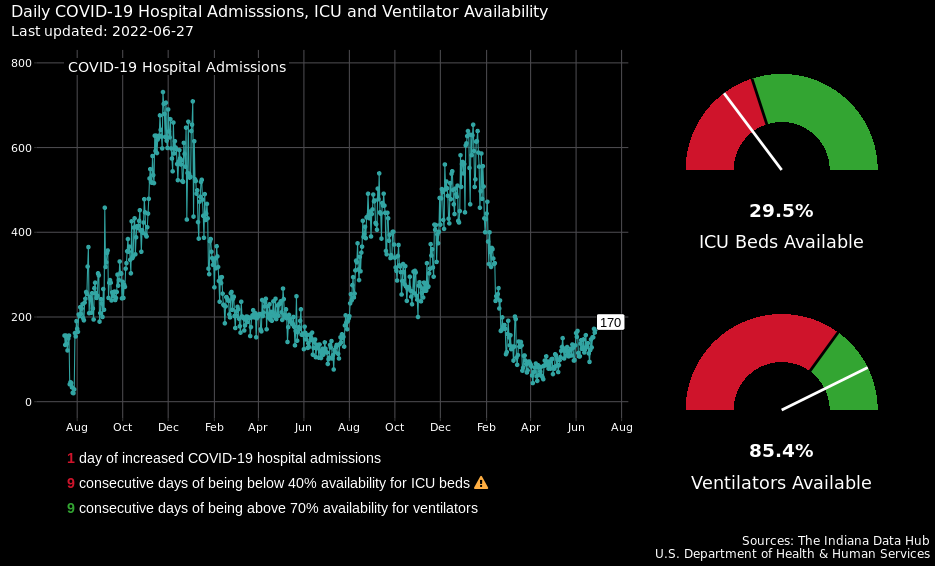 Daily COVID-19 Hospital Admisssions, ICU and Ventilator Availability
Last updated: 2022-06-27
COVID-19 Hospital Admissions
800
600
400
200
0
170
Aug Oct Dec Feb Apr Jun Aug Oct Dec Feb Apr Jun Aug
29.5%
ICU Beds Available
85.4%
Ventilators Available
1 day of increased COVID-19 hospital admissions
9 consecutive days of being below 40% availability for ICU beds
9 consecutive days of being above 70% availability for ventilators
Sources: The Indiana Data Hub
U.S. Department of Health & Human Services